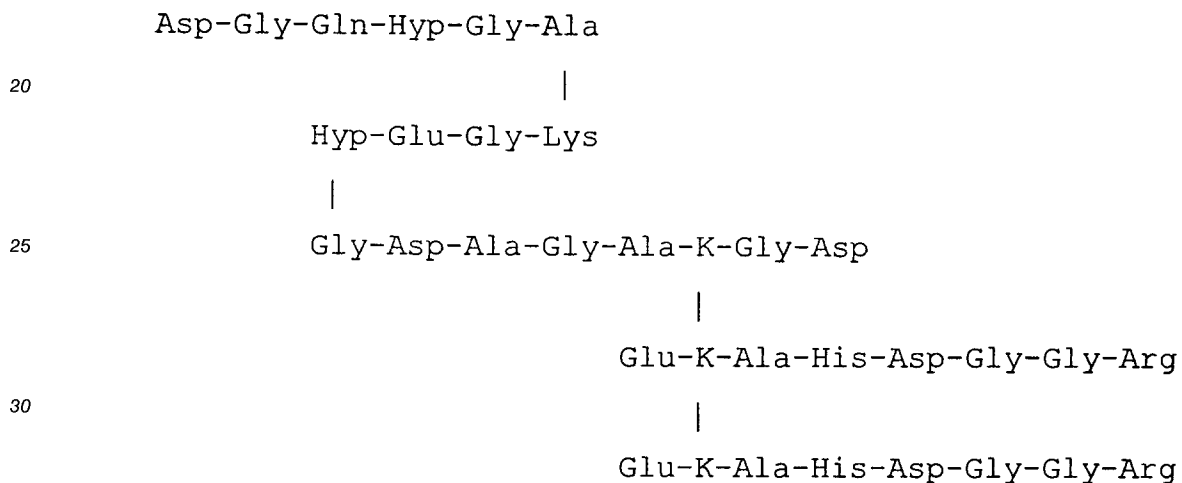 Asp-Gly-Gln-Hyp-Gly-Ala
20 |
Hyp-Glu-Gly-Lys
|
25 Gly-Asp-Ala-Gly-Ala-K-Gly-Asp
|
Glu-K-Ala-His-Asp-Gly-Gly-Arg
30 |
Glu-K-Ala-His-Asp-Gly-Gly-Arg